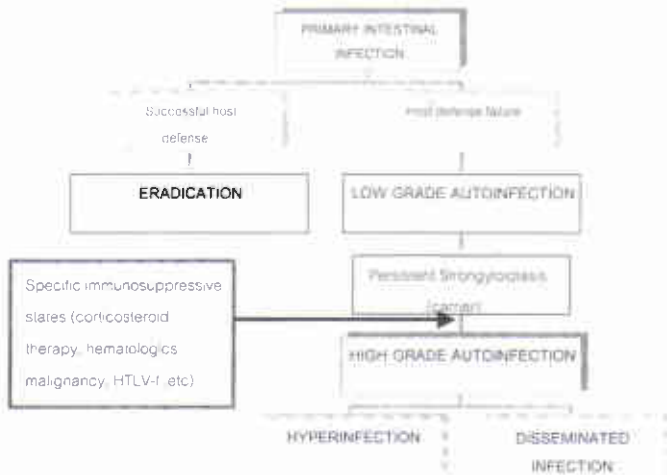 PRIMARY INTESTINAL
INFECTION
Successful host
defense
Host defense failure
ERADICATION
LOW GRADE AUTOINFECTION
Persistent Strongyloidiasis
(carrier)
Specific immunosuppressive
states (corticosteroid
therapy, hematologics
malignancy, HTLV-1, etc)
HIGH GRADE AUTOINFECTION
HYPERINFECTION
DISSEMINATED
INFECTION